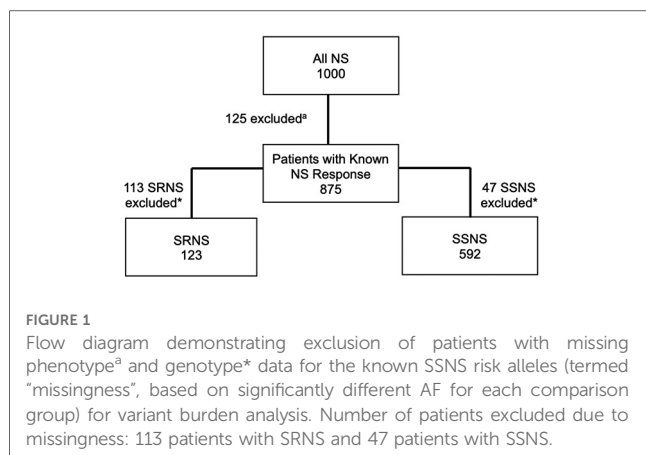 All NS
1000
125 excludedᵃ
Patients with Known
NS Response
875
113 SRNS
excluded*
47 SSNS
excluded*
SRNS
123
SSNS
592
FIGURE 1
Flow diagram demonstrating exclusion of patients with missing
phenotypeᵃ and genotype* data for the known SSNS risk alleles (termed
"missingness", based on significantly different AF for each comparison
group) for variant burden analysis. Number of patients excluded due to
missingness: 113 patients with SRNS and 47 patients with SSNS.